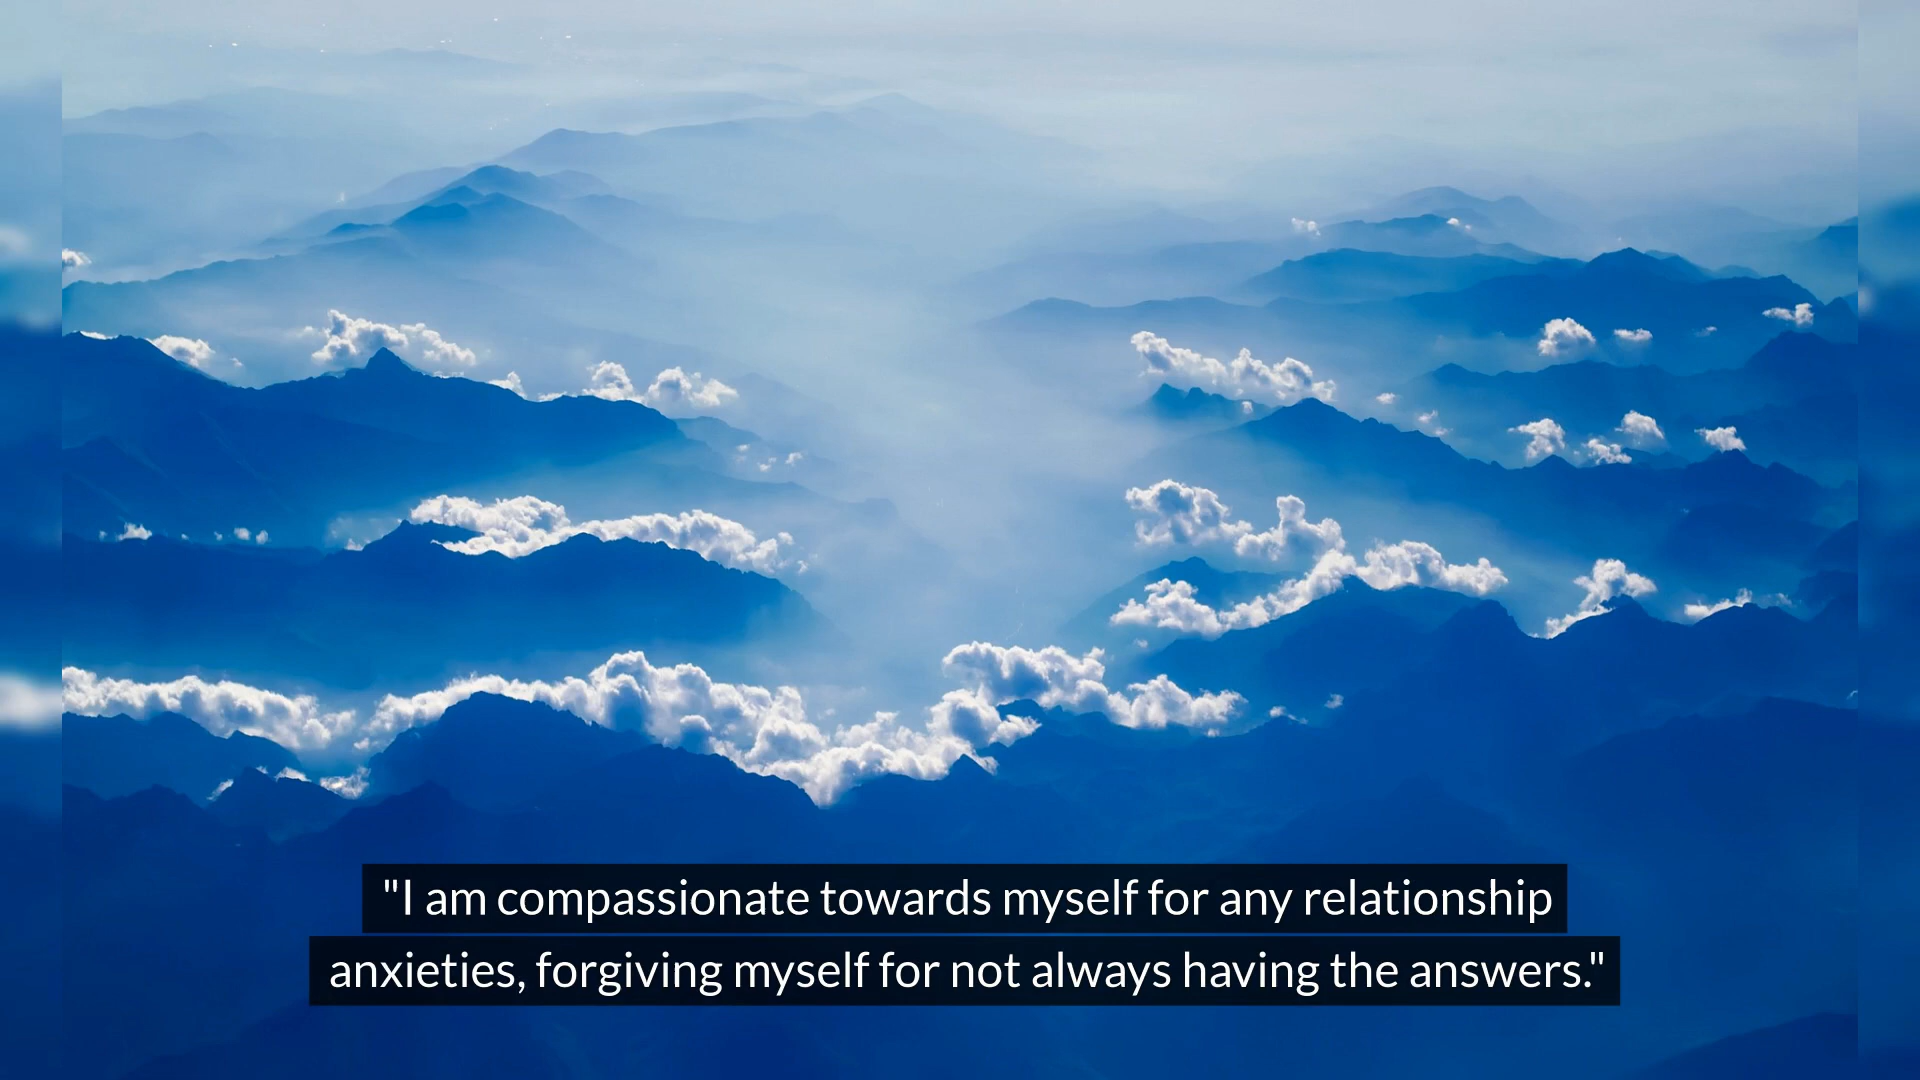 "I am compassionate towards myself for any relationship
anxieties, forgiving myself for not always having the answers."